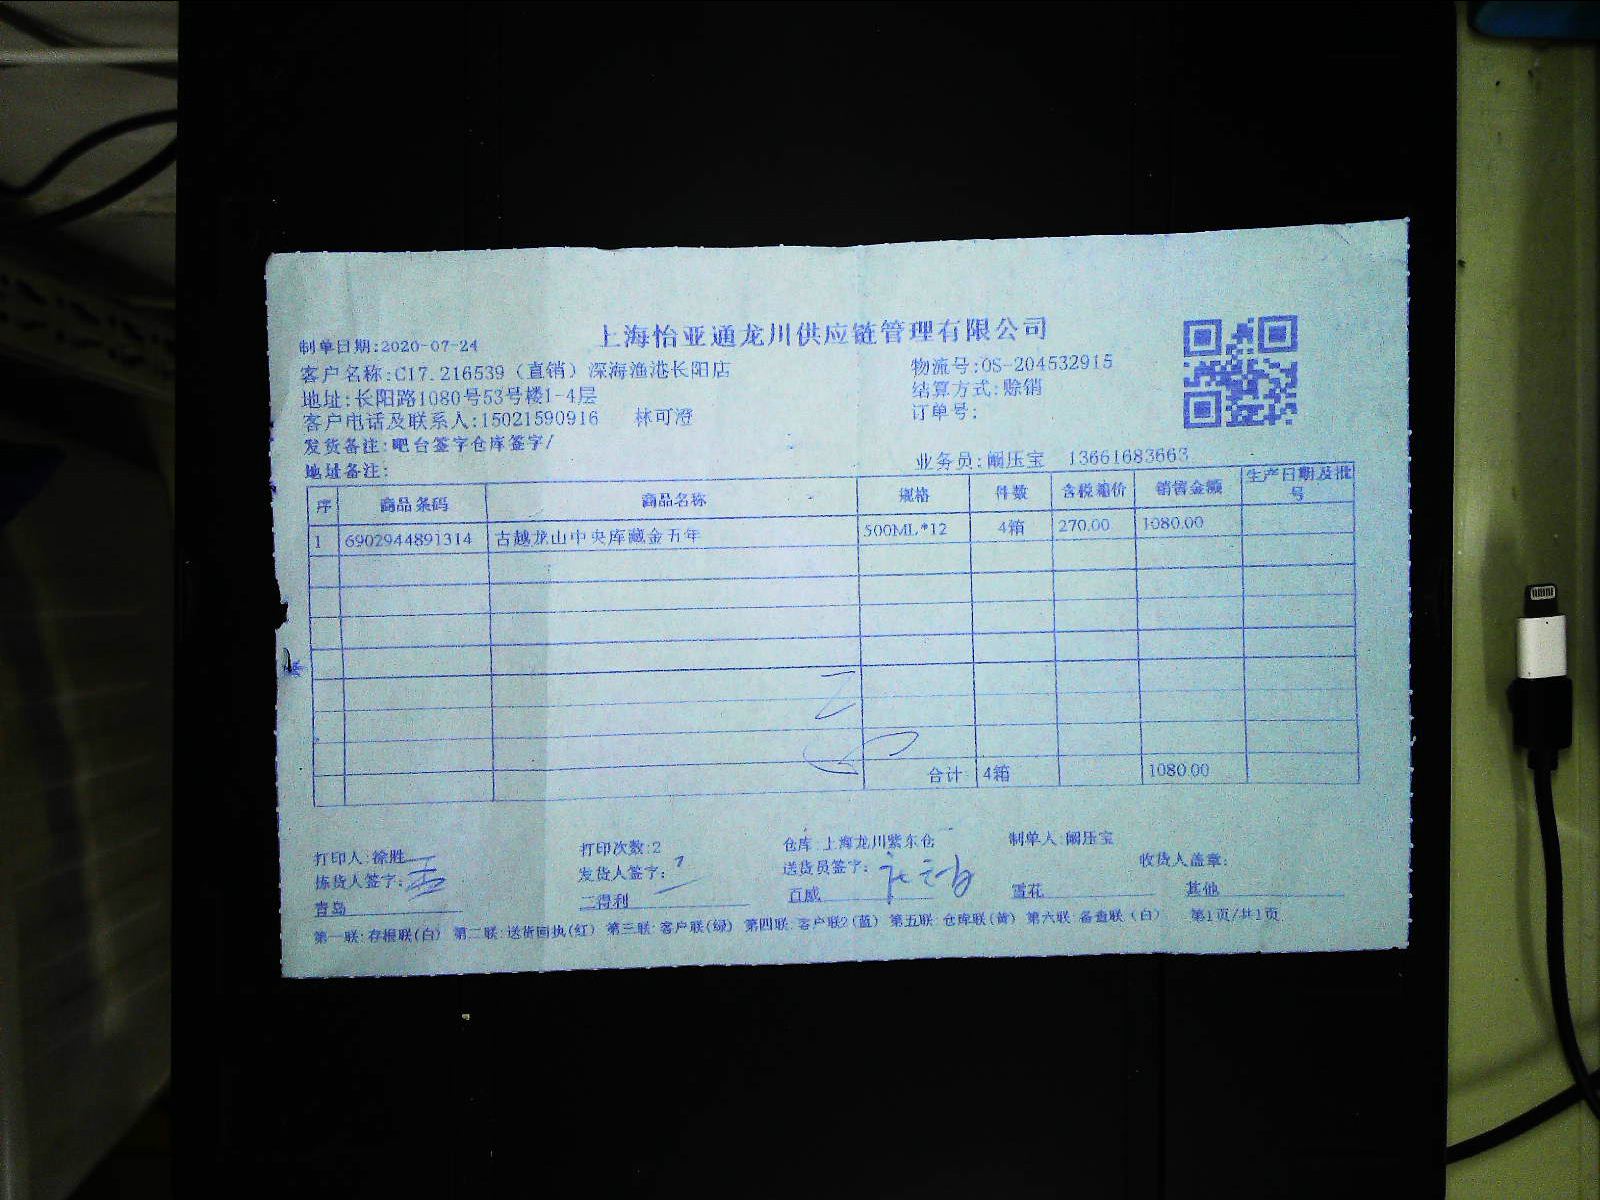 上海怡亚通龙川供应链管理有限公司
制单日期:2020-07-24
客户名称:C17.216539（直销）深海渔港长阳店 物流号:OS-204532915
地址:长阳路1080号53号楼1-4层 结算方式:赊销
客户电话及联系人:15021590916 林可澄 订单号:
发货备注:吧台签字仓库签字/
地址备注: 业务员:阚压宝 13661683663
序 商品条码 商品名称 规格 件数 含税箱价 销售金额 生产日期及批号
1 6902944891314 古越龙山中央库藏金五年 500ML*12 4箱 270.00 1080.00
合计 4箱 1080.00
打印人:徐胜 打印次数:2 仓库:上海龙川紫东仓 制单人:阚压宝
拣货人签字: 发货人签字: 送货员签字: 收货人盖章:
青岛 三得利 百威 雪花 其他
第一联:存根联(白) 第二联:送货回执(红) 第三联:客户联(绿) 第四联:客户联2(蓝) 第五联:仓库联(黄) 第六联:备查联(白) 第1页/共1页